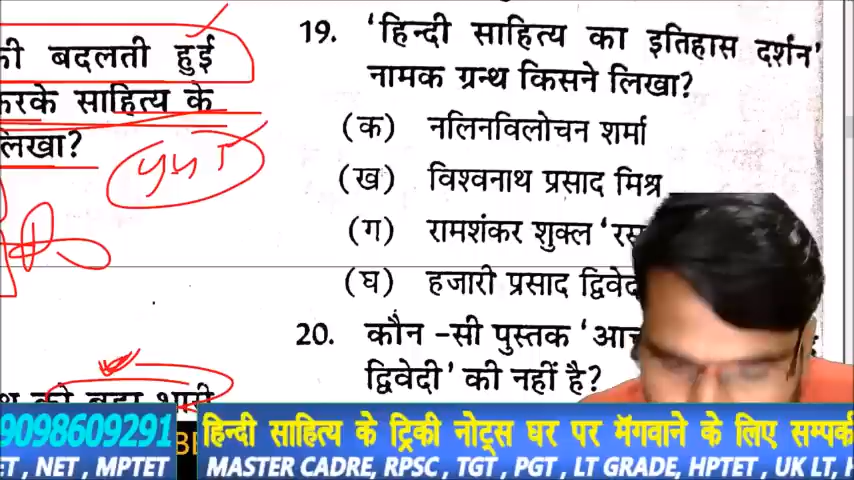 ी बदलती हुई
करके साहित्य के
लिखा?
19. 'हिन्दी साहित्य का इतिहास दर्शन'
नामक ग्रन्थ किसने लिखा?
(क) नलिनविलोचन शर्मा
(ख) विश्वनाथ प्रसाद मिश्र
(ग) रामशंकर शुक्ल
(घ) हजारी प्रसाद
20. कौन -सी पुस्तक
द्विवेदी' की नहीं है?
9098609291
हिन्दी साहित्य के ट्रिकी नोट्स घर पर मॅगवाने के लिए सम्पर्क
ET , NET , MPTET
MASTER CADRE, RPSC , TGT , PGT , LT GRADE, HPTET , UK LT,